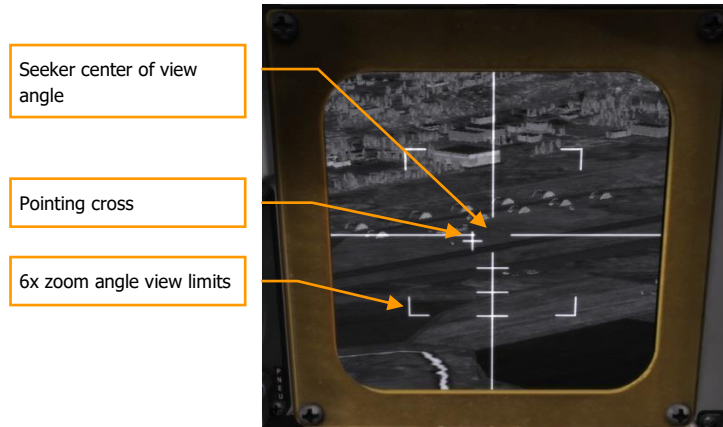 Seeker center of view
angle
Pointing cross
6x zoom angle view limits